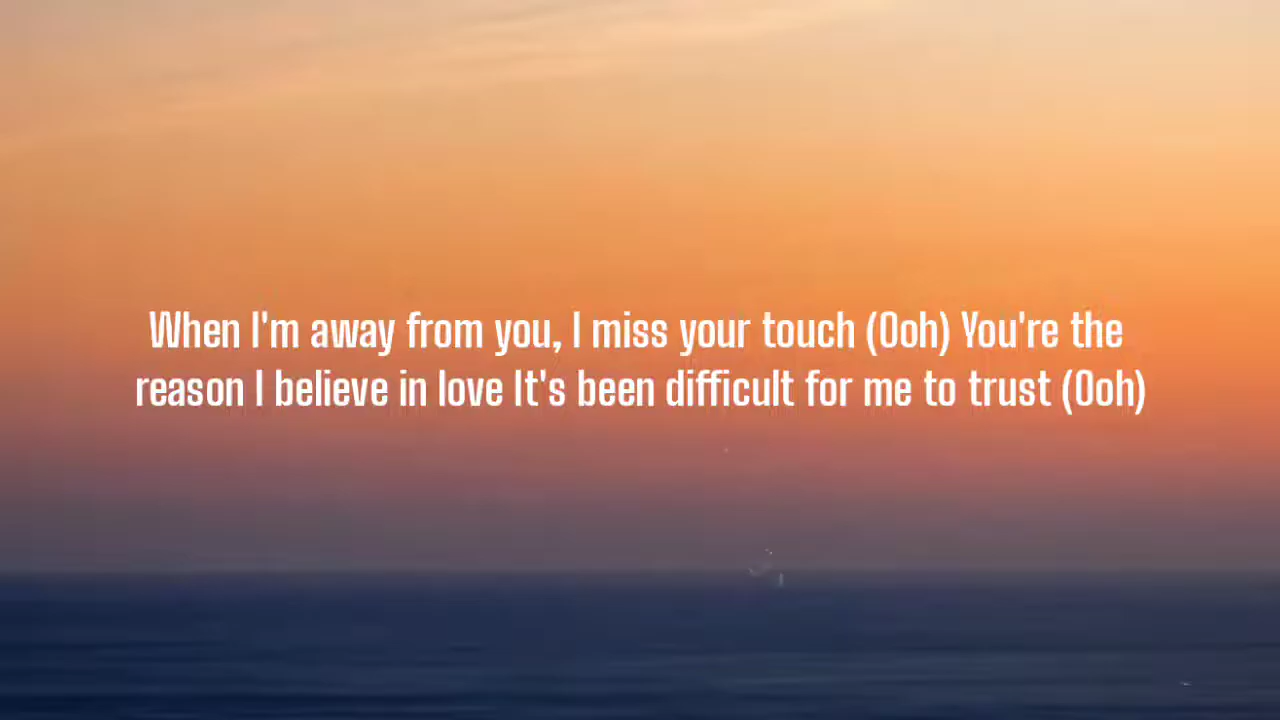 When I'm away from you, I miss your touch (Ooh) You're the
reason I believe in love It's been difficult for me to trust (Ooh)